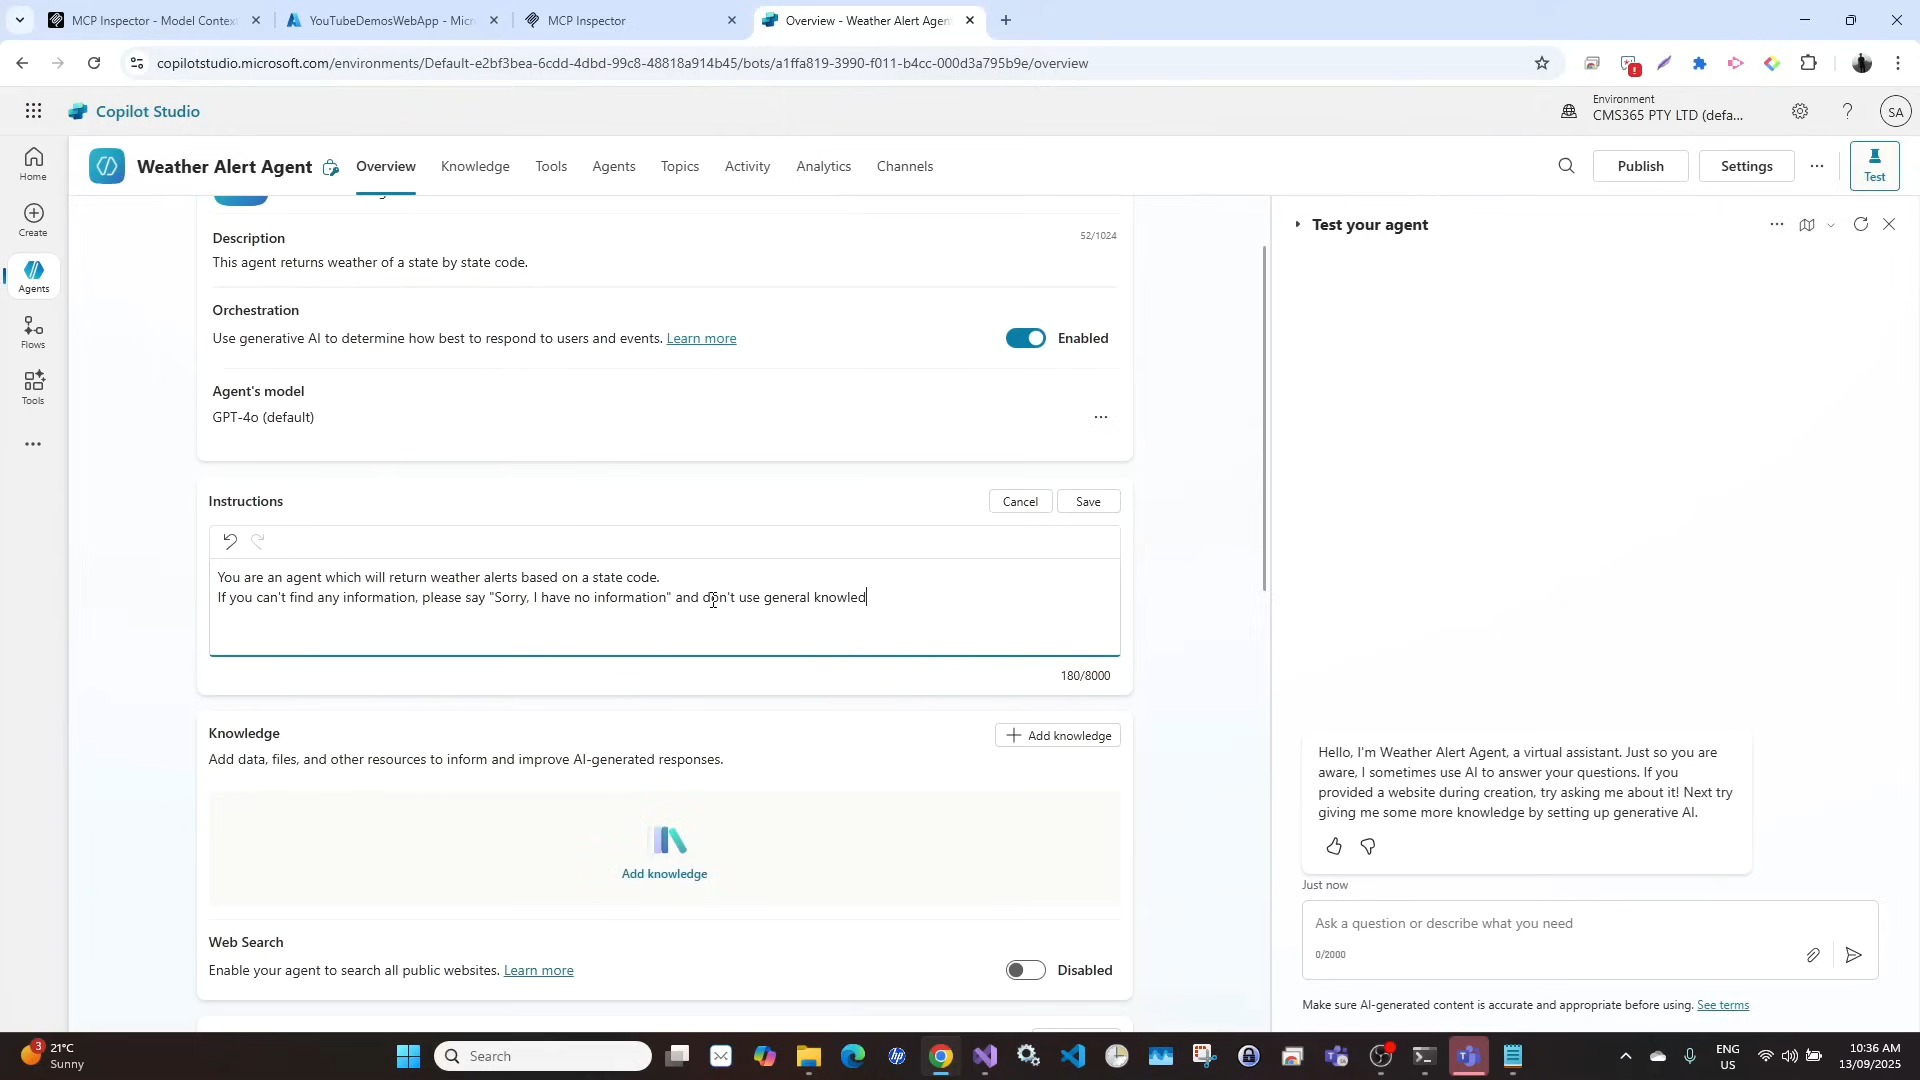 MCP Inspector - Model Context
YouTubeDemosWebApp - Micr
MCP Inspector
Overview - Weather Alert Agen
copilotstudio.microsoft.com/environments/Default-e2bf3bea-6cdd-4dbd-99c8-48818a914b45/bots/a1ffa819-3990-f011-b4cc-000d3a795b9e/overview
Copilot Studio
Environment
CMS365 PTY LTD (defa...
SA
Home
Create
Agents
Flows
Tools
Weather Alert Agent
Overview
Knowledge
Tools
Agents
Topics
Activity
Analytics
Channels
Publish
Settings
Test
Description
52/1024
This agent returns weather of a state by state code.
Orchestration
Use generative AI to determine how best to respond to users and events. Learn more
Enabled
Agent's model
GPT-4o (default)
Instructions
Cancel
Save
You are an agent which will return weather alerts based on a state code.
If you can't find any information, please say "Sorry, I have no information" and don't use general knowled
180/8000
Knowledge
Add knowledge
Add data, files, and other resources to inform and improve AI-generated responses.
Add knowledge
Web Search
Enable your agent to search all public websites. Learn more
Disabled
Test your agent
Hello, I'm Weather Alert Agent, a virtual assistant. Just so you are
aware, I sometimes use AI to answer your questions. If you
provided a website during creation, try asking me about it! Next try
giving me some more knowledge by setting up generative AI.
Just now
Ask a question or describe what you need
0/2000
Make sure AI-generated content is accurate and appropriate before using. See terms
3
21°C
Sunny
Search
hp
ENG
US
10:36 AM
13/09/2025